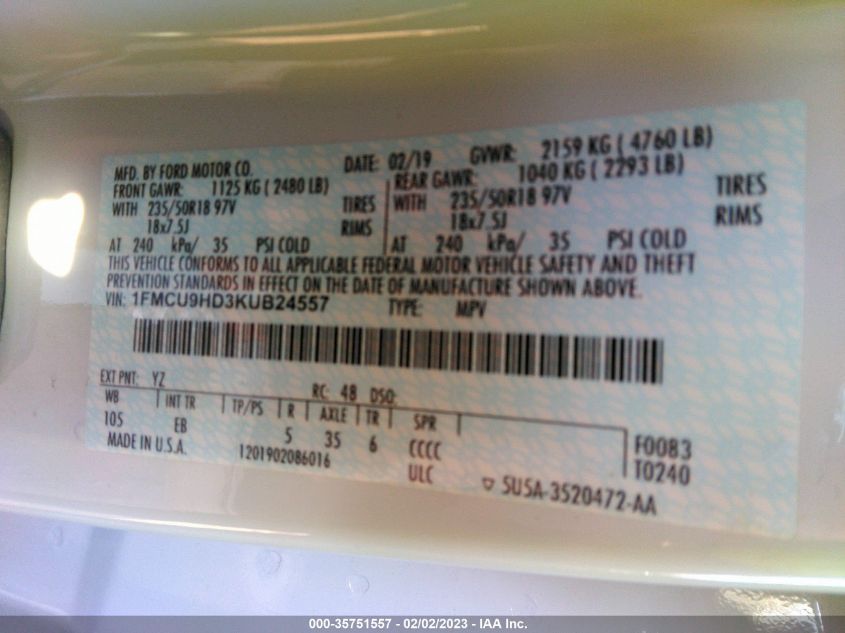 MFD. BY FORD MOTOR CO. DATE: 02/19 GVWR: 2159 KG ( 4760 LB)
FRONT GAWR: 1125 KG ( 2480 LB) REAR GAWR: 1040 KG ( 2293 LB)
WITH 235/50R18 97V TIRES WITH 235/50R18 97V TIRES
18x7.5J RIMS 18x7.5J RIMS
AT 240 kPa/ 35 PSI COLD AT 240 kPa/ 35 PSI COLD
THIS VEHICLE CONFORMS TO ALL APPLICABLE FEDERAL MOTOR VEHICLE SAFETY AND THEFT
PREVENTION STANDARDS IN EFFECT ON THE DATE OF MANUFACTURE SHOWN ABOVE.
VIN: 1FMCU9HD3KUB24557 TYPE: MPV
EXT PNT: YZ RC: 48 DSO:
WB INT TR TP/PS R AXLE TR SPR
105 EB 5 35 6 CCCC F0083
MADE IN U.S.A. 1201902086016 ULC T0240
5U5A-3520472-AA
000-35751557 - 02/02/2023 - IAA Inc.